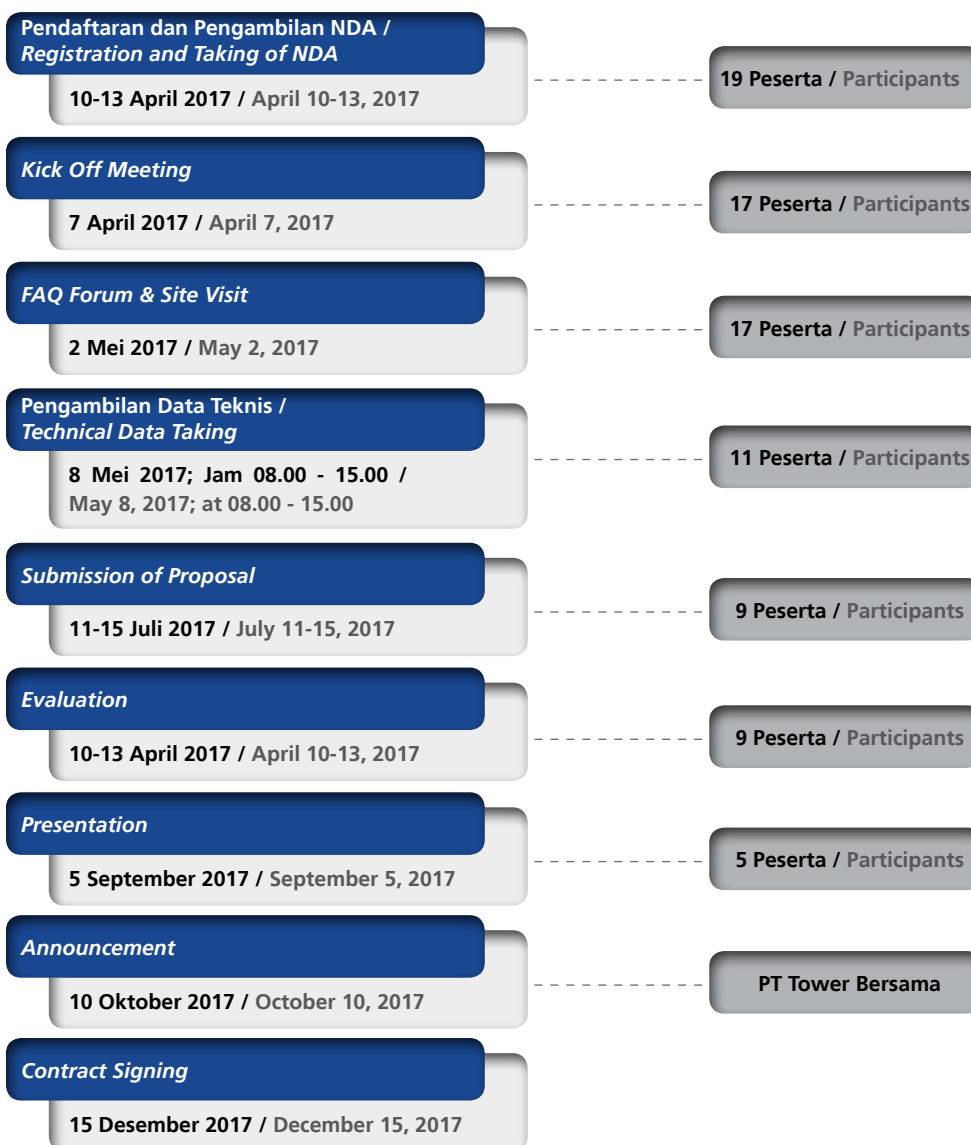 Pendaftaran dan Pengambilan NDA /
Registration and Taking of NDA
10-13 April 2017 / April 10-13, 2017
19 Peserta / Participants
Kick Off Meeting
7 April 2017 / April 7, 2017
17 Peserta / Participants
FAQ Forum & Site Visit
2 Mei 2017 / May 2, 2017
17 Peserta / Participants
Pengambilan Data Teknis /
Technical Data Taking
8 Mei 2017; Jam 08.00 - 15.00 /
May 8, 2017; at 08.00 - 15.00
11 Peserta / Participants
Submission of Proposal
11-15 Juli 2017 / July 11-15, 2017
9 Peserta / Participants
Evaluation
10-13 April 2017 / April 10-13, 2017
9 Peserta / Participants
Presentation
5 September 2017 / September 5, 2017
5 Peserta / Participants
Announcement
10 Oktober 2017 / October 10, 2017
PT Tower Bersama
Contract Signing
15 Desember 2017 / December 15, 2017